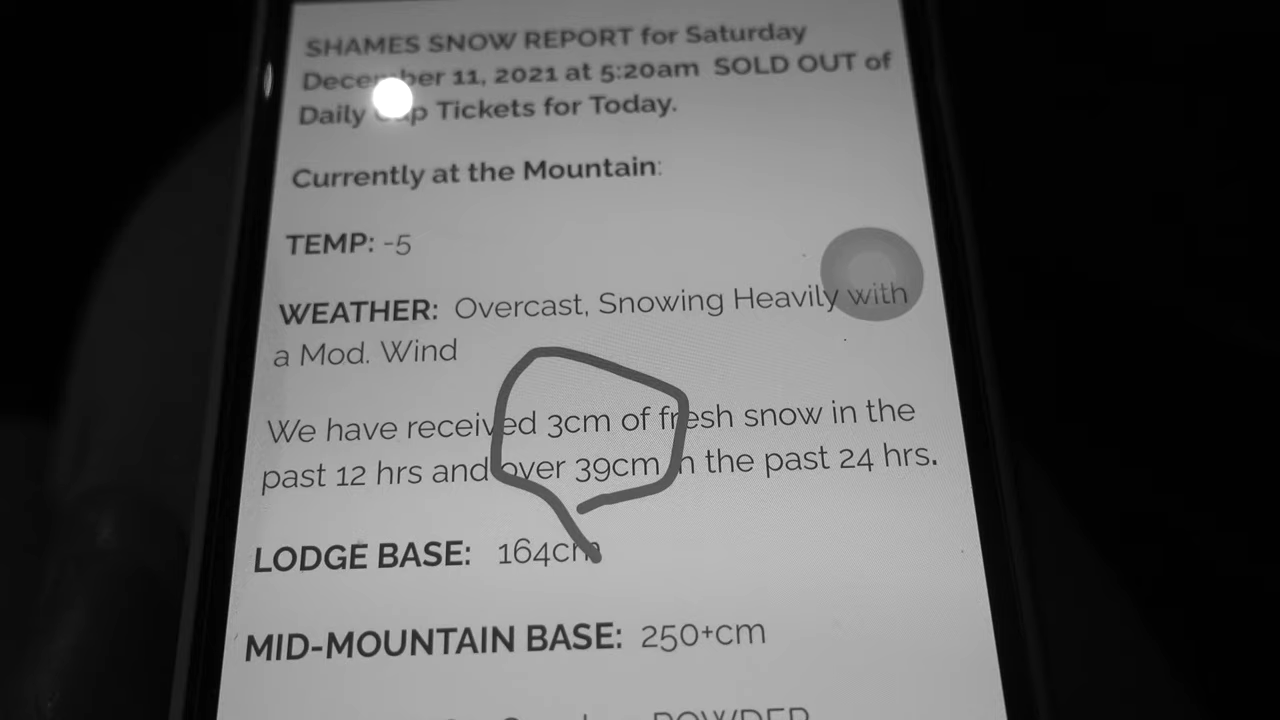 SHAMES SNOW REPORT for Saturday
December 11, 2021 at 5:20am SOLD OUT of
Daily Cap Tickets for Today.
Currently at the Mountain:
TEMP: -5
WEATHER: Overcast, Snowing Heavily with
a Mod. Wind
We have received 3cm of fresh snow in the
past 12 hrs and over 39cm in the past 24 hrs.
LODGE BASE: 164cm
MID-MOUNTAIN BASE: 250+cm
POWDER